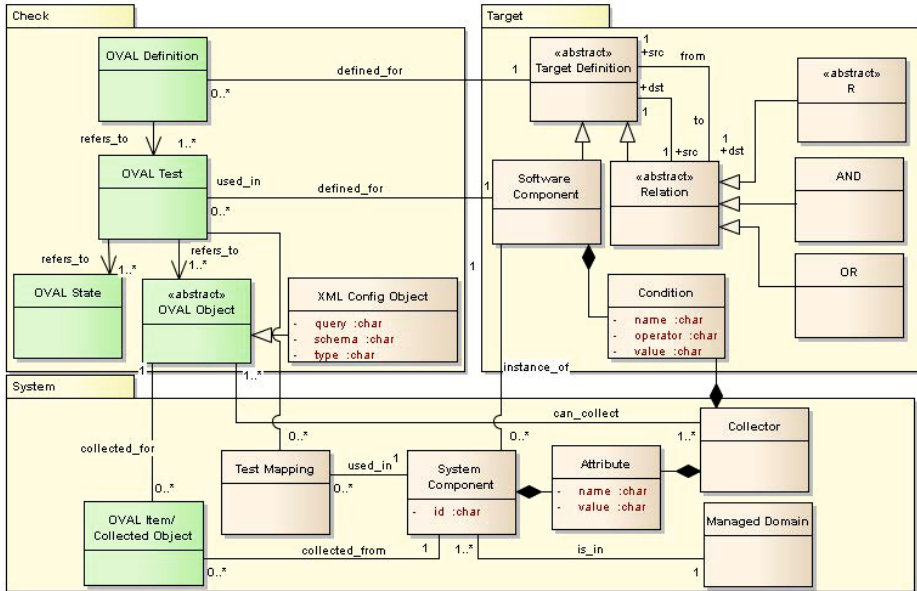 Check
Target
OVAL Definition
0..*
defined_for
1
«abstract»
Target Definition
1
+src
from
+dst
1
to
1
+src
1
+dst
«abstract»
R
refers_to
1..*
OVAL Test
used_in
0..*
defined_for
1
Software
Component
«abstract»
Relation
AND
OR
refers_to
1..*
refers_to
1..*
OVAL State
«abstract»
OVAL Object
XML Config Object
- query :char
- schema :char
- type :char
1
Condition
- name :char
- operator :char
- value :char
instance_of
System
1
1..*
can_collect
1..*
Collector
collected_for
0..*
0..*
0..*
Test Mapping
used_in
1
0..*
System
Component
- id :char
Attribute
- name :char
- value :char
OVAL Item/
Collected Object
0..*
collected_from
1
1..*
is_in
1
Managed Domain